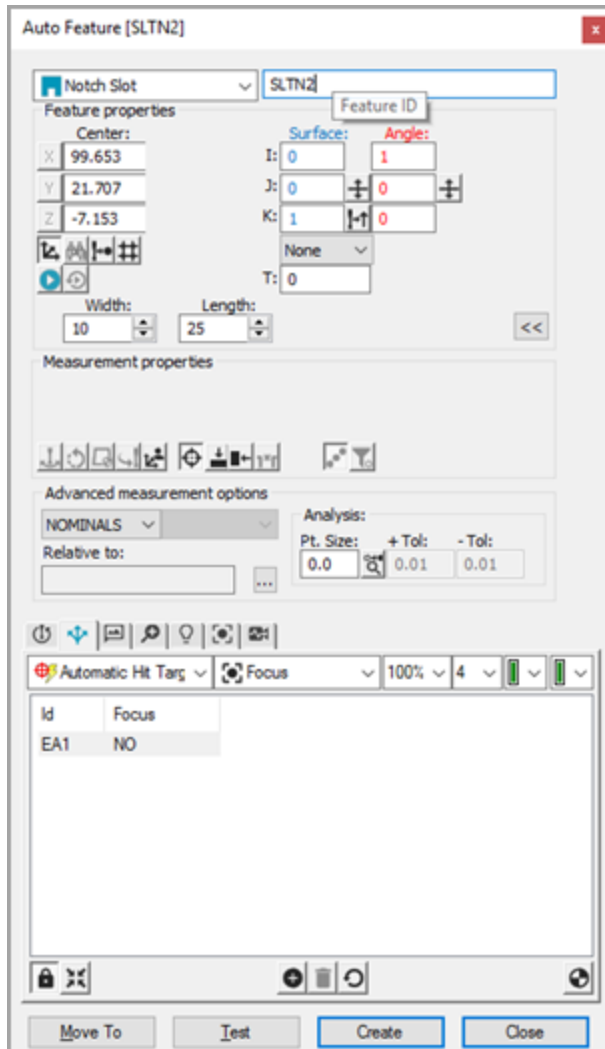 Auto Feature [SLTN2]
x
Notch Slot SLTN2
Feature ID
Feature properties
Center: Surface: Angle:
X 99.653 I: 0 1
Y 21.707 J: 0 0
Z -7.153 K: 1 0
None
T: 0
Width: Length:
10 25 <<
Measurement properties
Advanced measurement options
NOMINALS Analysis:
Pt. Size: + Tol: - Tol:
Relative to: 0.0 0.01 0.01
...
Automatic Hit Targ Focus 100% 4
Id Focus
EA1 NO
Move To Test Create Close